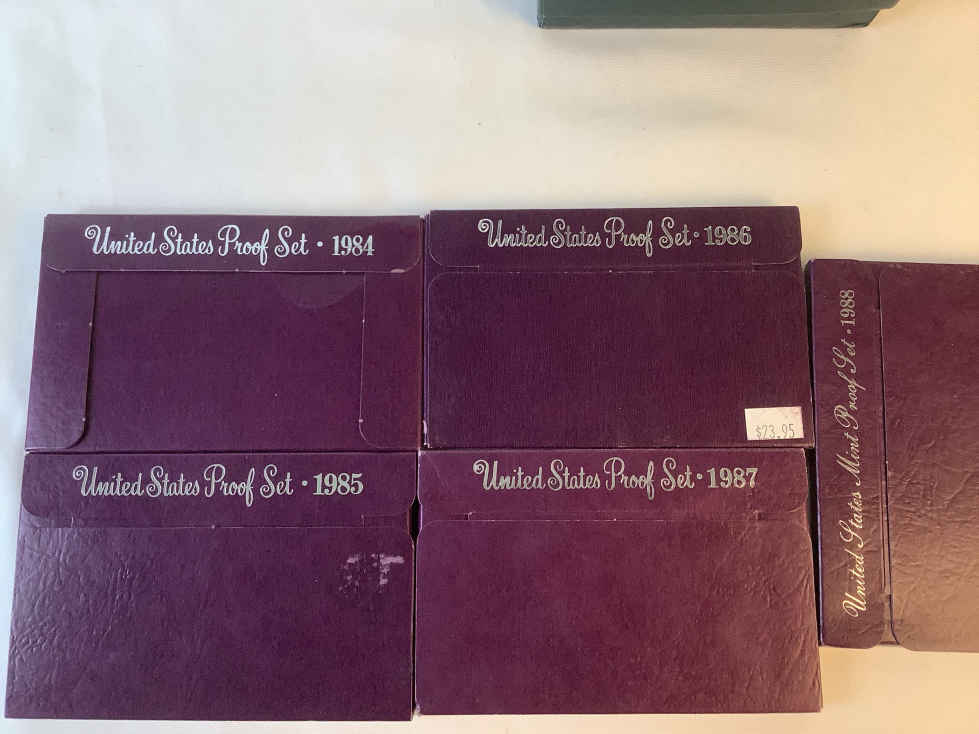 United States Proof Set · 1984
United States Proof Set · 1986
$23.95
United States Proof Set · 1985
United States Proof Set · 1987
United States Mint Proof Set · 1988